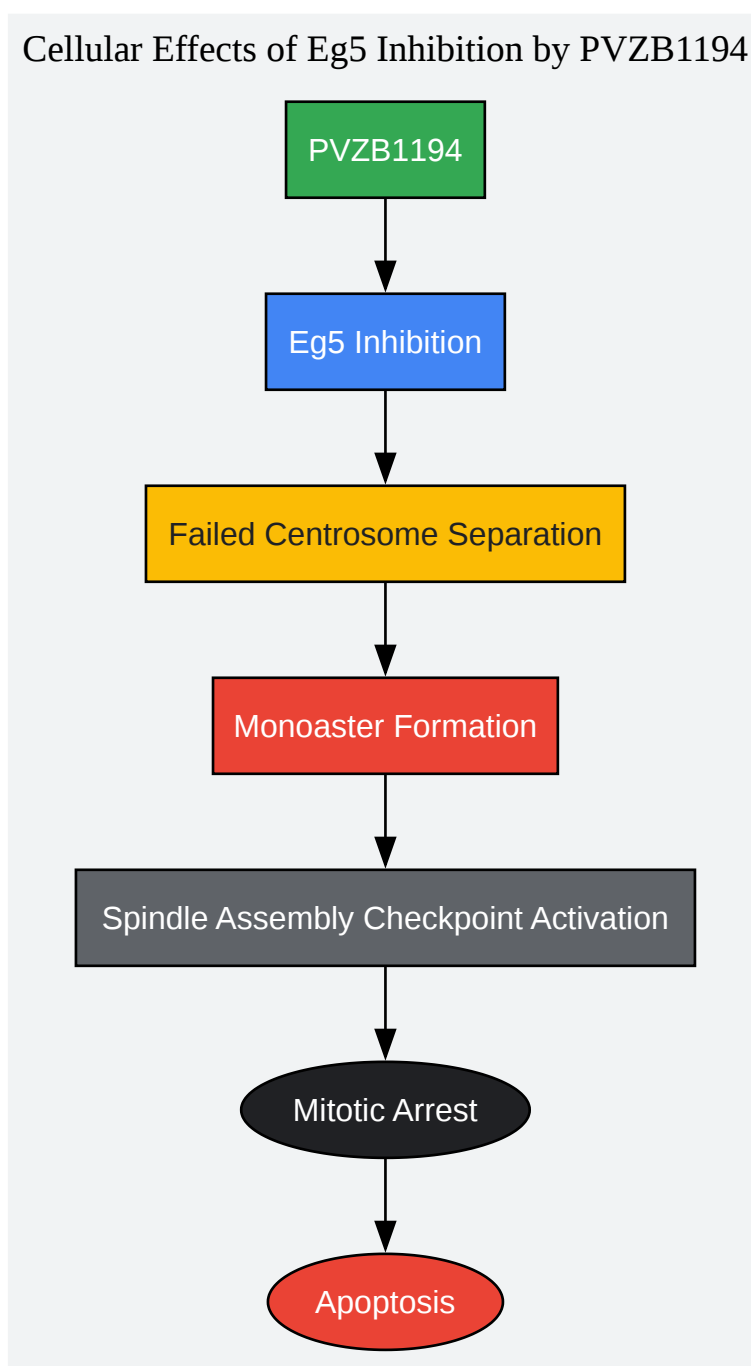 Cellular Effects of Eg5 Inhibition by PVZB1194
PVZB1194
Eg5 Inhibition
Failed Centrosome Separation
Monoaster Formation
Spindle Assembly Checkpoint Activation
Mitotic Arrest
Apoptosis